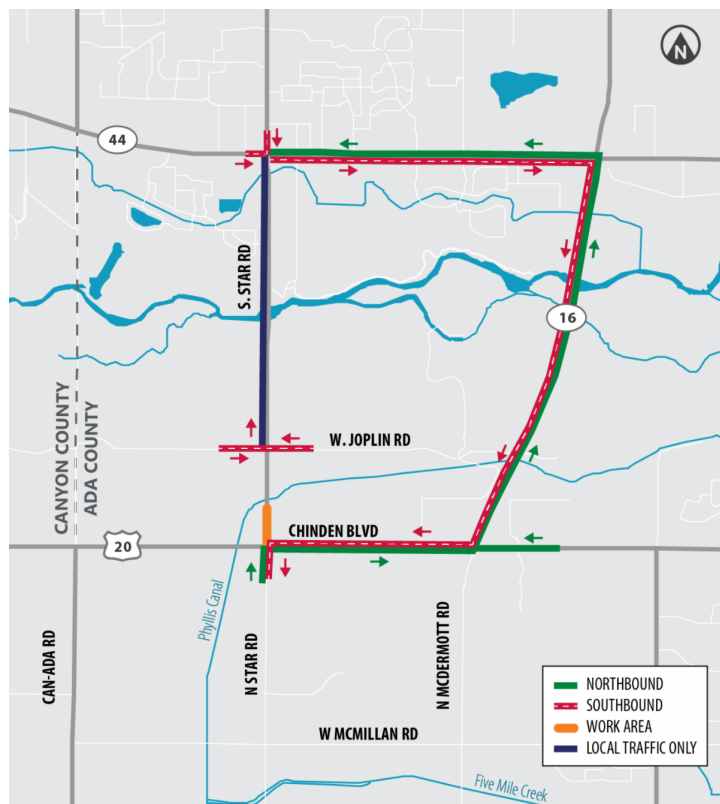 N
44
S. STAR RD
16
CANYON COUNTY
ADA COUNTY
W. JOPLIN RD
CHINDEN BLVD
20
Phyllis Canal
CAN-ADA RD
N STAR RD
N MCDERMOTT RD
W MCMILLAN RD
Five Mile Creek
NORTHBOUND
SOUTHBOUND
WORK AREA
LOCAL TRAFFIC ONLY